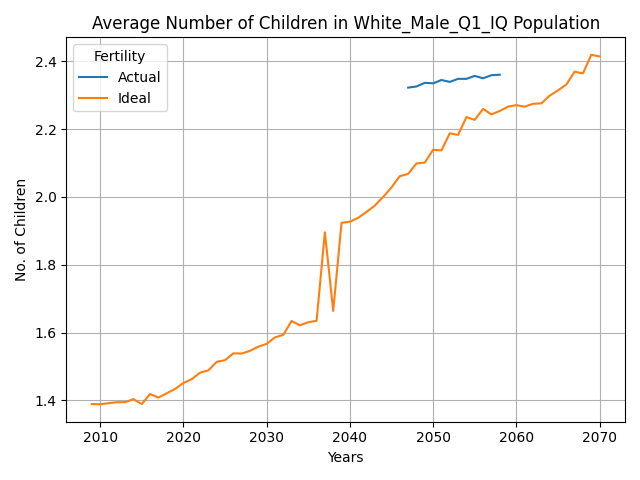 Average Number of Children in White_Male_Q1_IQ Population
Fertility
Actual
Ideal
No. of Children
2.4
2.2
2.0
1.8
1.6
1.4
2010 2020 2030 2040 2050 2060 2070
Years